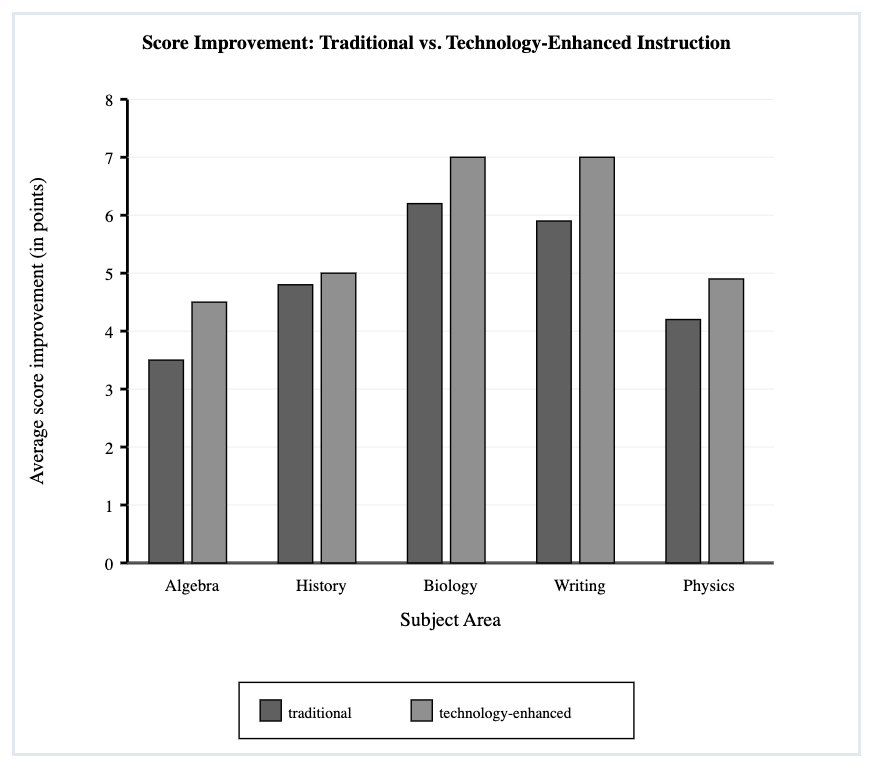 Score Improvement: Traditional vs. Technology-Enhanced Instruction
Average score improvement (in points)
8
7
6
5
4
3
2
1
0
Algebra History Biology Writing Physics
Subject Area
traditional technology-enhanced